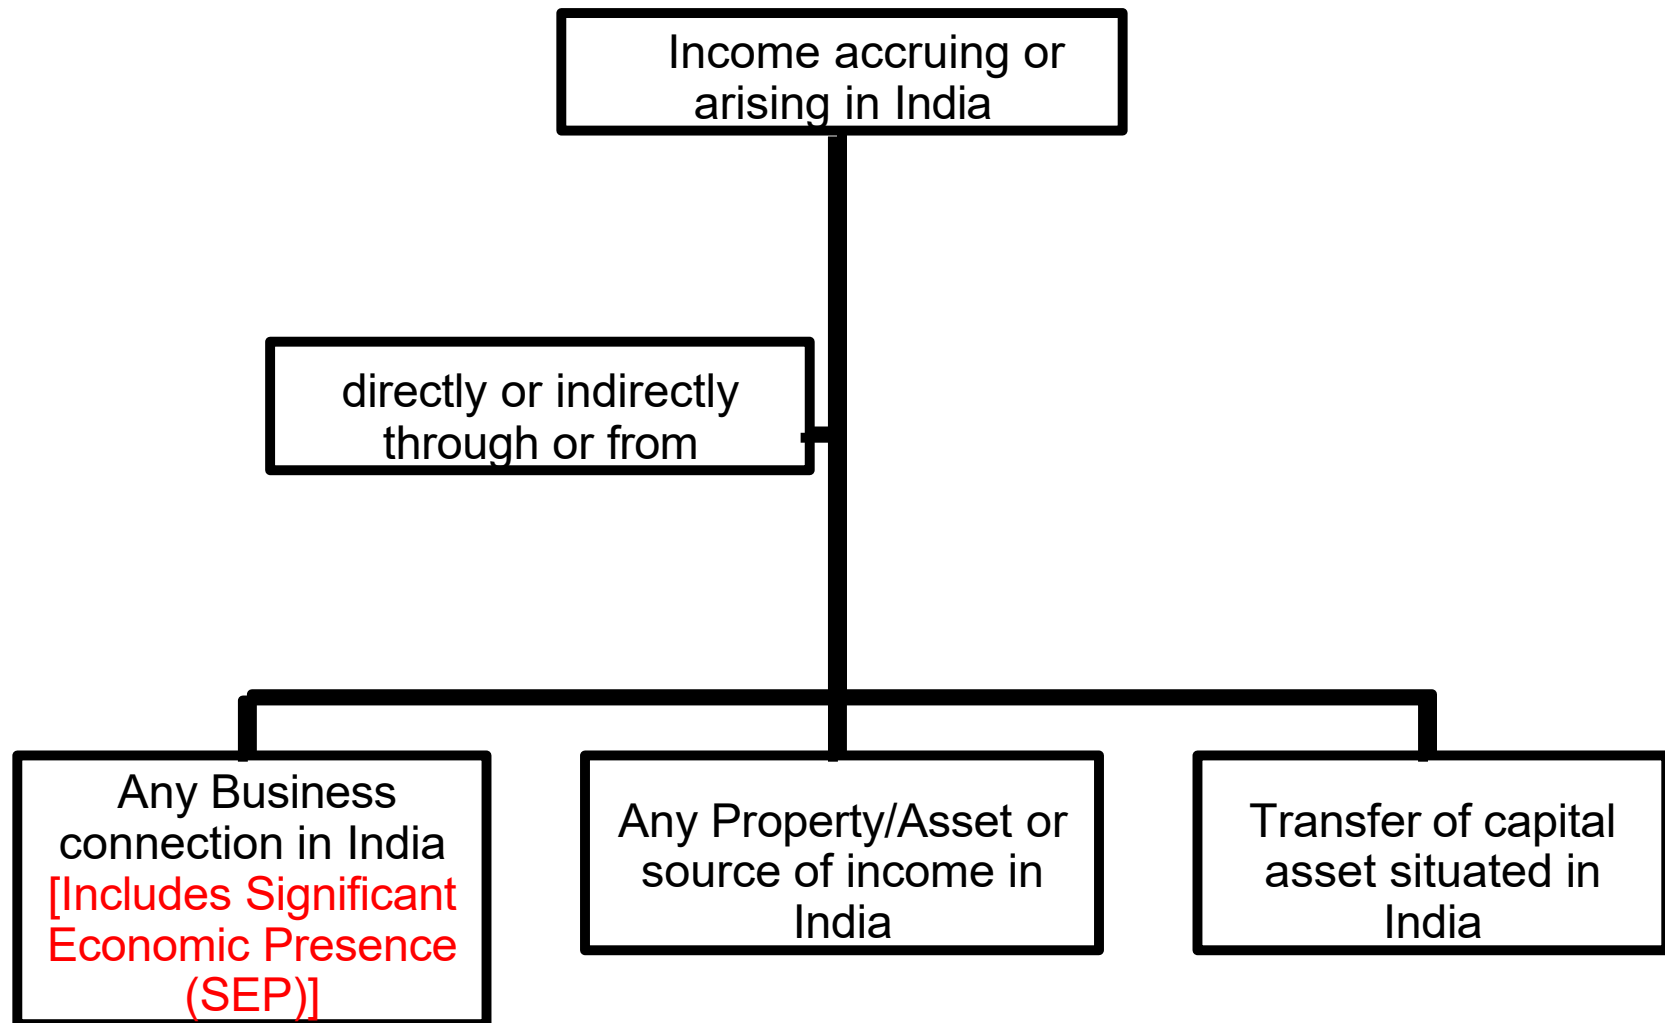 Income accruing or
arising in India
directly or indirectly
through or from
Any Business
connection in India
[Includes Significant
Economic Presence
(SEP)]
Any Property/Asset or
source of income in
India
Transfer of capital
asset situated in
India